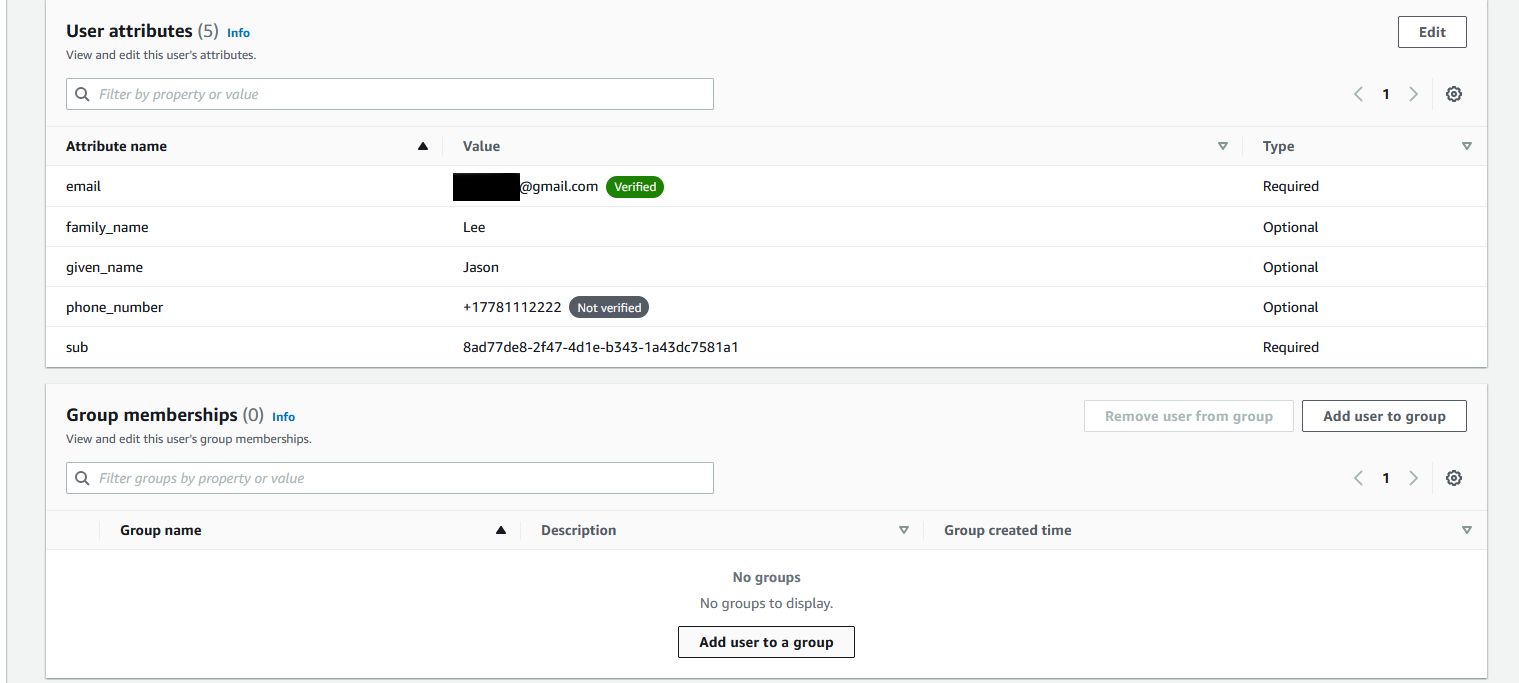 User attributes (5) Info
Edit
View and edit this user's attributes.
Filter by property or value
1
Attribute name Value Type
email @gmail.com Verified Required
family_name Lee Optional
given_name Jason Optional
phone_number +17781112222 Not verified Optional
sub 8ad77de8-2f47-4d1e-b343-1a43dc7581a1 Required
Group memberships (0) Info
Remove user from group Add user to group
View and edit this user's group memberships.
Filter groups by property or value
1
Group name Description Group created time
No groups
No groups to display.
Add user to a group